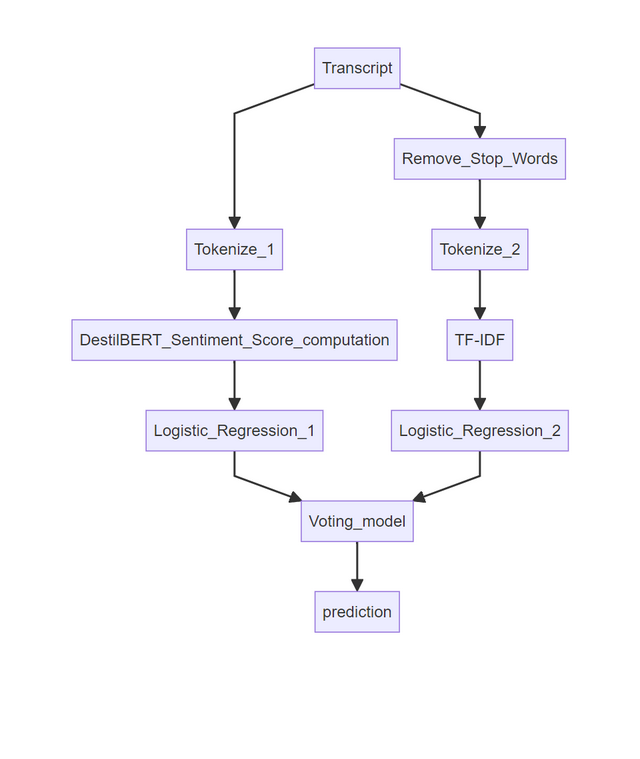 Transcript
Remove_Stop_Words
Tokenize_1
Tokenize_2
DestilBERT_Sentiment_Score_computation
TF-IDF
Logistic_Regression_1
Logistic_Regression_2
Voting_model
prediction